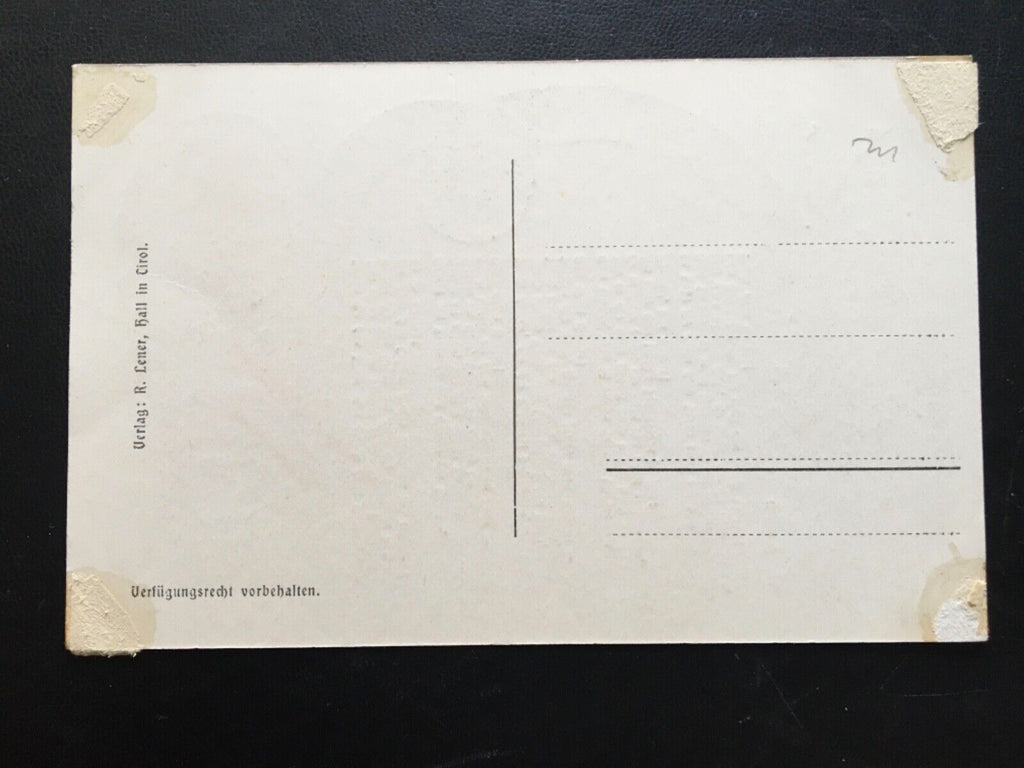 Verlag: R. Lener, Hall in Tirol.
Verfügungsrecht vorbehalten.